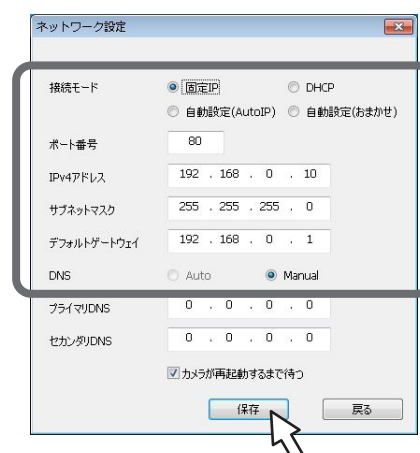 ネットワーク設定
接続モード 固定IP DHCP
自動設定(AutoIP) 自動設定(おまかせ)
ポート番号 80
IPv4アドレス 192 . 168 . 0 . 10
サブネットマスク 255 . 255 . 255 . 0
デフォルトゲートウェイ 192 . 168 . 0 . 1
DNS Auto Manual
プライマリDNS 0 . 0 . 0 . 0
セカンダリDNS 0 . 0 . 0 . 0
カメラが再起動するまで待つ
保存 戻る